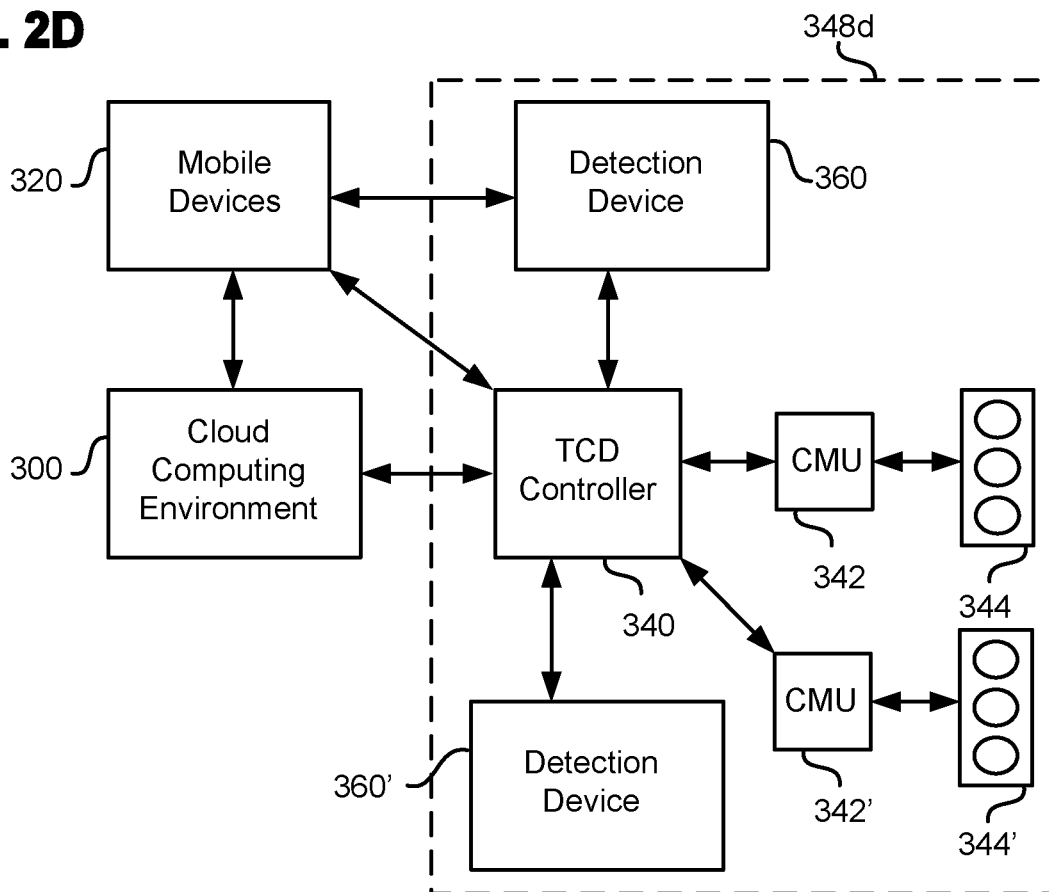 . 2D
348d
Mobile
Devices
320
Detection
Device
360
Cloud
Computing
Environment
300
TCD
Controller
340
CMU
342
344
CMU
342'
344'
Detection
Device
360'